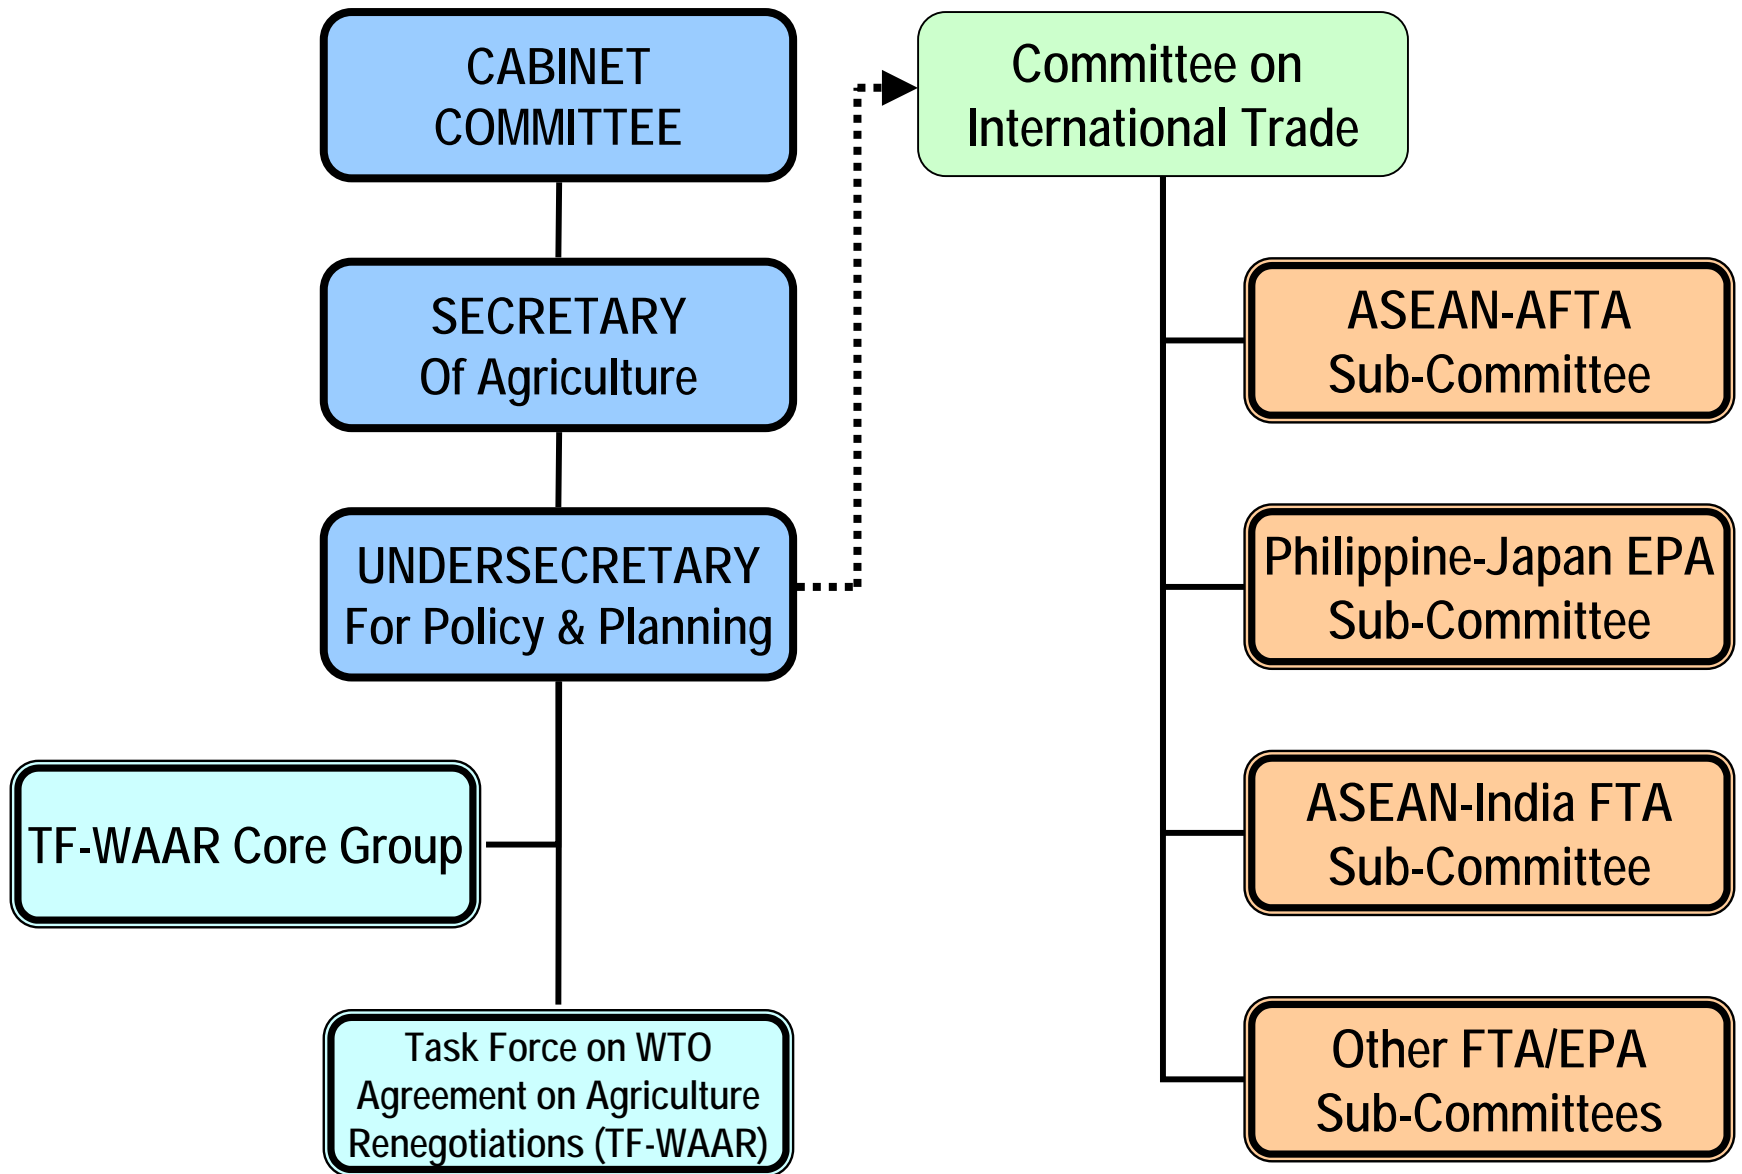 CABINET
COMMITTEE
SECRETARY
Of Agriculture
UNDERSECRETARY
For Policy & Planning
TF-WAAR Core Group
Task Force on WTO
Agreement on Agriculture
Renegotiations (TF-WAAR)
Committee on
International Trade
ASEAN-AFTA
Sub-Committee
Philippine-Japan EPA
Sub-Committee
ASEAN-India FTA
Sub-Committee
Other FTA/EPA
Sub-Committees